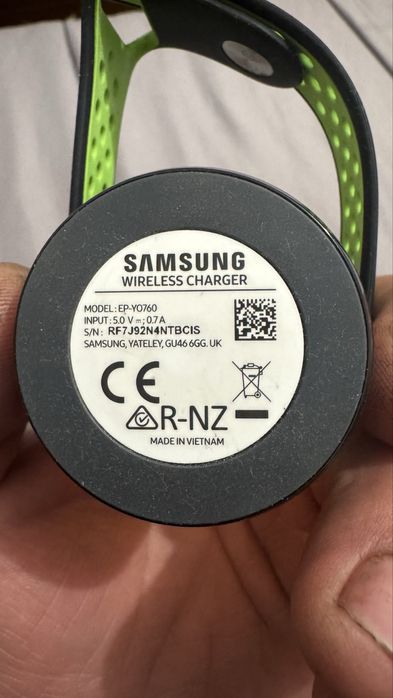 SAMSUNG
WIRELESS CHARGER
MODEL: EP-YO760
INPUT: 5.0 V ⎓; 0.7 A
S/N: RF7J92N4NTBCIS
SAMSUNG, YATELEY, GU46 6GG. UK
CE
R-NZ
MADE IN VIETNAM